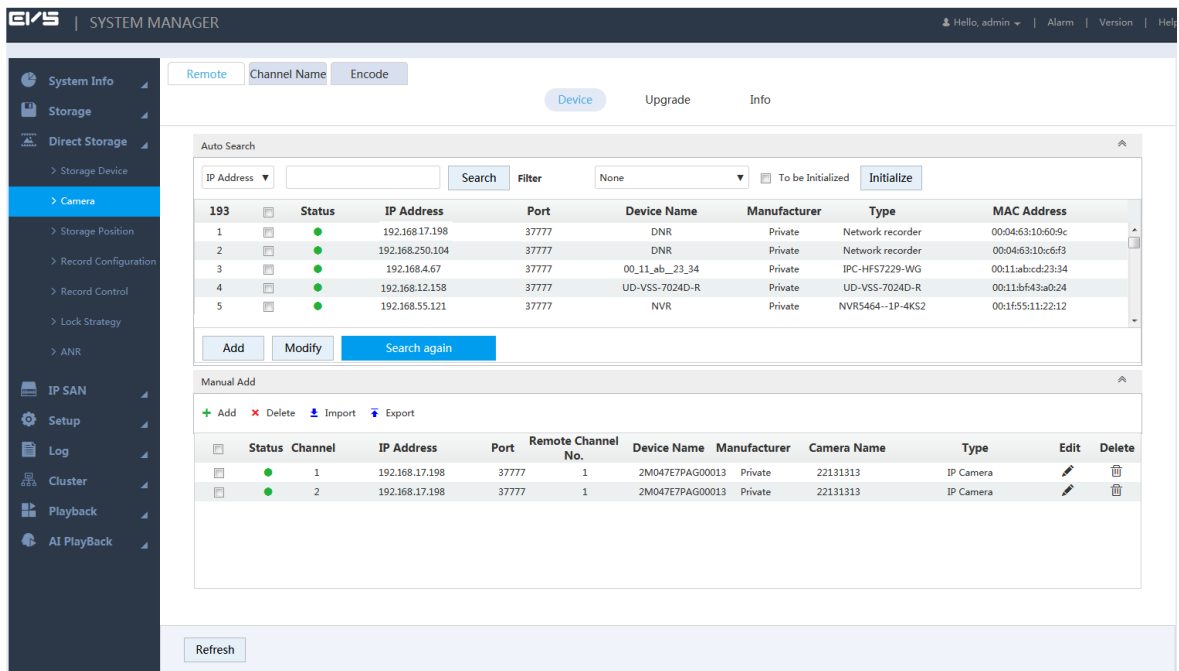 EVS | SYSTEM MANAGER Hello, admin | Alarm | Version | Help
Remote Channel Name Encode
Device Upgrade Info
System Info
Storage
Direct Storage
> Storage Device
> Camera
> Storage Position
> Record Configuration
> Record Control
> Lock Strategy
> ANR
IP SAN
Setup
Log
Cluster
Playback
AI PlayBack
Auto Search
IP Address ▼ Search Filter None ▼ To be Initialized Initialize
193 Status IP Address Port Device Name Manufacturer Type MAC Address
1 192.168.17.198 37777 DNR Private Network recorder 00:04:63:10:60:9c
2 192.168.250.104 37777 DNR Private Network recorder 00:04:63:10:c6:f3
3 192.168.4.67 37777 00_11_ab__23_34 Private IPC-HFS7229-WG 00:11:ab:cd:23:34
4 192.168.12.158 37777 UD-VSS-7024D-R Private UD-VSS-7024D-R 00:11:bf:43:a0:24
5 192.168.55.121 37777 NVR Private NVR5464--1P-4KS2 00:1f:55:11:22:12
Add Modify Search again
Manual Add
+ Add × Delete Import Export
Status Channel IP Address Port Remote Channel No. Device Name Manufacturer Camera Name Type Edit Delete
1 192.168.17.198 37777 1 2M047E7PAG00013 Private 22131313 IP Camera
2 192.168.17.198 37777 1 2M047E7PAG00013 Private 22131313 IP Camera
Refresh